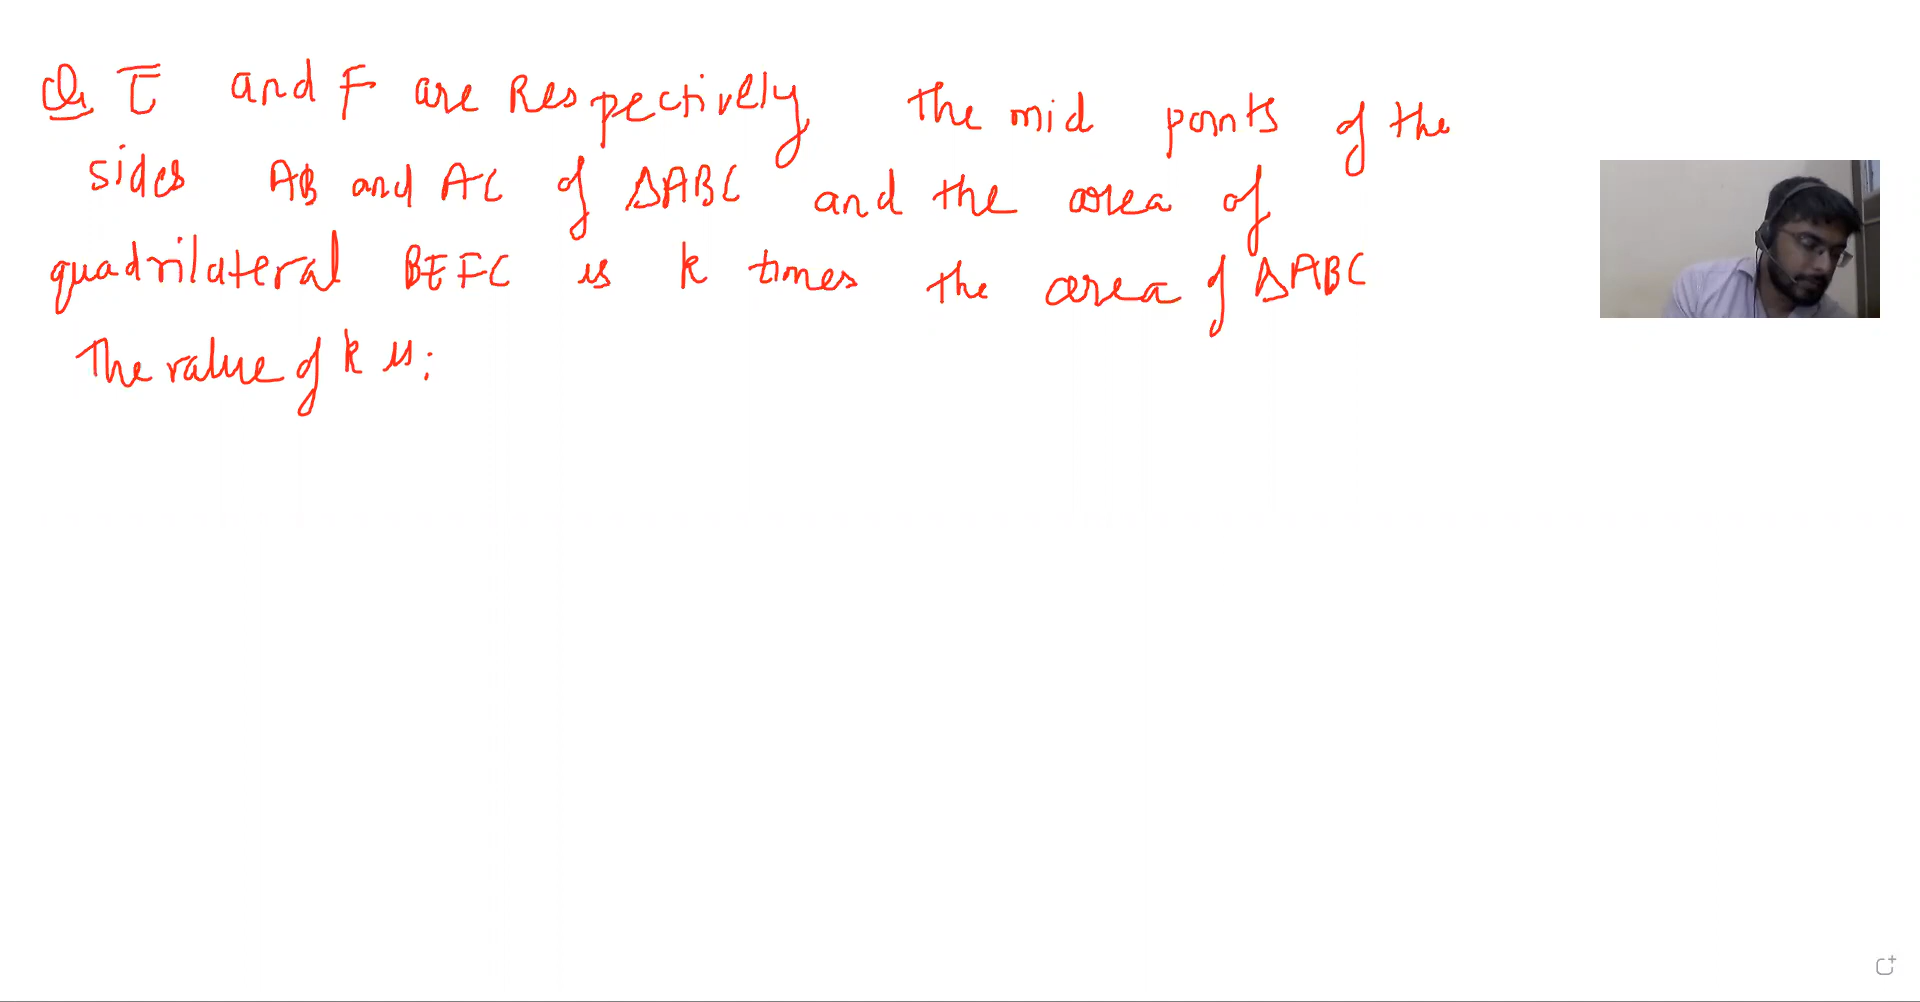 Q. E and F are Respectively the mid points of the
sides AB and AC of ΔABC and the area of
quadrilateral BEFC is k times the area of ΔABC
The value of k is: